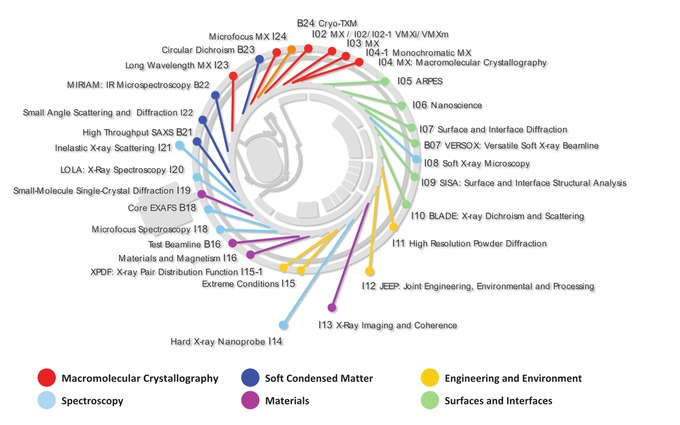 B24 Cryo-TXM
Microfocus MX I24
I02 MX / I02/ I02-1 VMXi/ VMXm
I03 MX
Circular Dichroism B23
I04-1 Monochromatic MX
Long Wavelength MX I23
I04 MX: Macromolecular Crystallography
MIRIAM: IR Microspectroscopy B22
I05 ARPES
I06 Nanoscience
Small Angle Scattering and Diffraction I22
I07 Surface and Interface Diffraction
High Throughput SAXS B21
B07 VERSOX: Versatile Soft X-ray Beamline
Inelastic X-ray Scattering I21
I08 Soft X-ray Microscopy
LOLA: X-Ray Spectroscopy I20
I09 SISA: Surface and Interface Structural Analysis
Small-Molecule Single-Crystal Diffraction I19
Core EXAFS B18
I10 BLADE: X-ray Dichroism and Scattering
Microfocus Spectroscopy I18
Test Beamline B16
I11 High Resolution Powder Diffraction
Materials and Magnetism I16
XPDF: X-ray Pair Distribution Function I15-1
Extreme Conditions I15
I12 JEEP: Joint Engineering, Environmental and Processing
I13 X-Ray Imaging and Coherence
Hard X-ray Nanoprobe I14
Macromolecular Crystallography
Soft Condensed Matter
Engineering and Environment
Spectroscopy
Materials
Surfaces and Interfaces